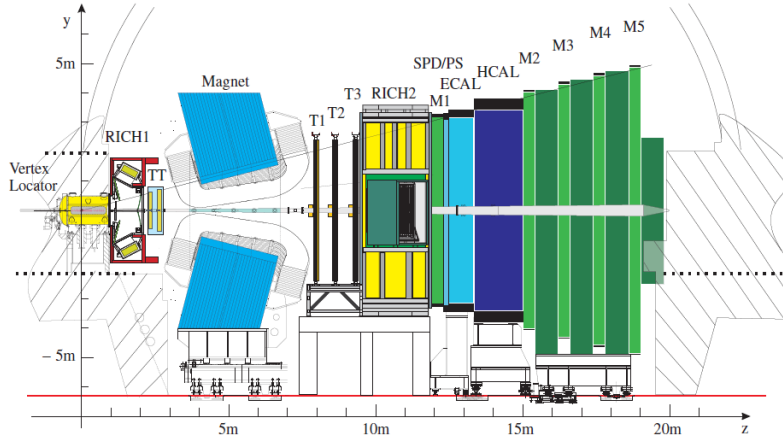 y
5m
Magnet
RICH1
Vertex
Locator
TT
T1
T2
T3
RICH2
SPD/PS
M1
ECAL
HCAL
M2
M3
M4
M5
− 5m
5m
10m
15m
20m
z